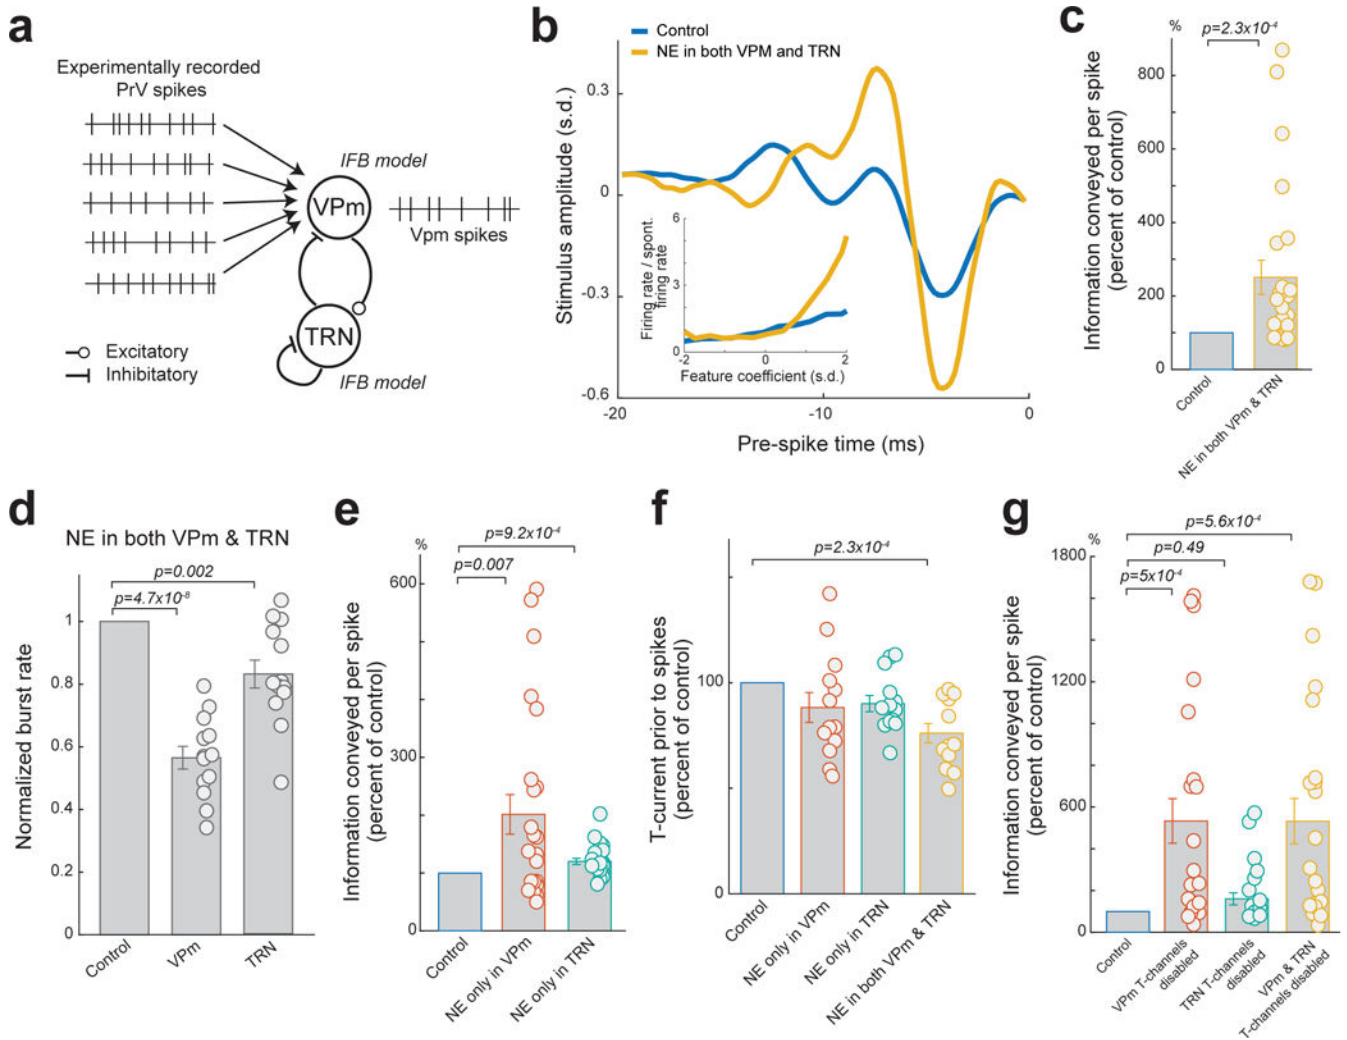 a
Experimentally recorded
PrV spikes
IFB model
VPm
Vpm spikes
TRN
IFB model
Excitatory
Inhibitatory
b
Control
NE in both VPM and TRN
Stimulus amplitude (s.d.)
0.3
0
-0.3
-0.6
-20
-10
0
Pre-spike time (ms)
Firing rate / spont.
firing rate
6
3
0
-2
0
2
Feature coefficient (s.d.)
c
%
p=2.3x10-4
Information conveyed per spike
(percent of control)
800
600
400
200
0
Control
NE in both VPm & TRN
d
NE in both VPm & TRN
p=0.002
p=4.7x10-8
Normalized burst rate
1
0.8
0.6
0.4
0.2
0
Control
VPm
TRN
e
%
p=9.2x10-4
p=0.007
Information conveyed per spike
(percent of control)
600
300
0
Control
NE only in VPm
NE only in TRN
f
p=2.3x10-4
T-current prior to spikes
(percent of control)
100
0
Control
NE only in VPm
NE only in TRN
NE in both VPm & TRN
g
%
p=5.6x10-4
p=0.49
p=5x10-4
Information conveyed per spike
(percent of control)
1800
1200
600
0
Control
VPm T-channels
disabled
TRN T-channels
disabled
VPm & TRN
T-channels disabled